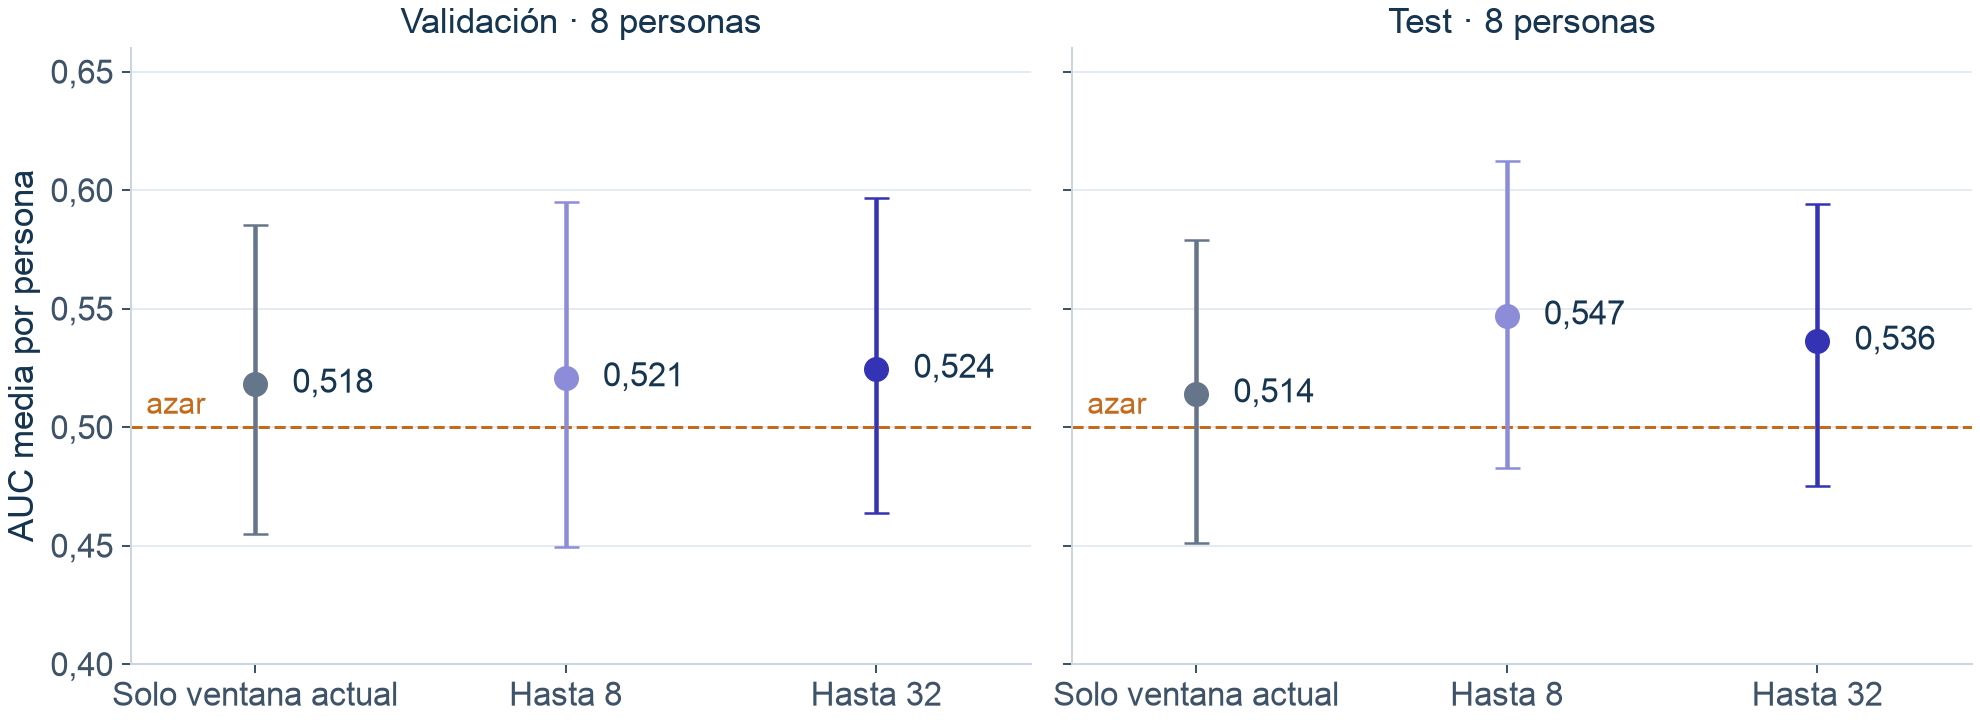 Validación · 8 personas
Test · 8 personas
AUC media por persona
0,65
0,60
0,55
0,50
0,45
0,40
azar
0,518
0,521
0,524
azar
0,514
0,547
0,536
Solo ventana actual
Hasta 8
Hasta 32
Solo ventana actual
Hasta 8
Hasta 32